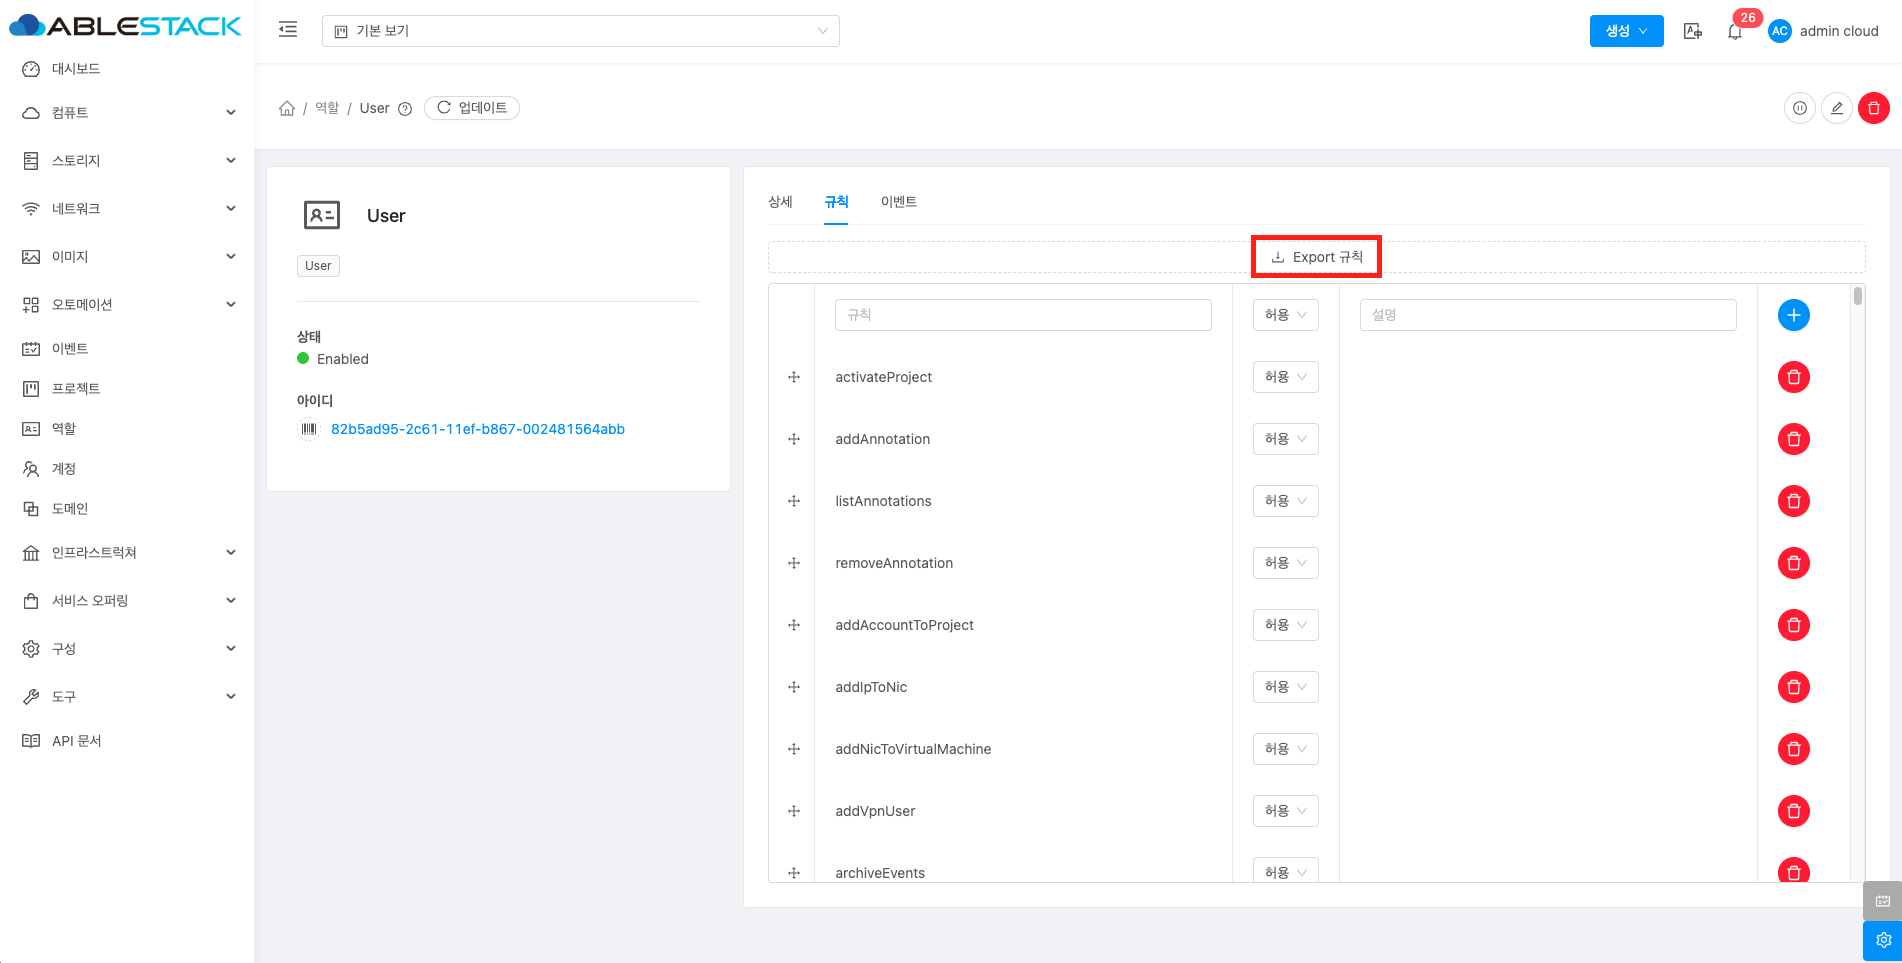 ABLESTACK
기본 보기
생성
26
AC
admin cloud
대시보드
컴퓨트
스토리지
네트워크
이미지
오토메이션
이벤트
프로젝트
역할
계정
도메인
인프라스트럭쳐
서비스 오퍼링
구성
도구
API 문서
/ 역할 / User
업데이트
User
User
상태
Enabled
아이디
82b5ad95-2c61-11ef-b867-002481564abb
상세 규칙 이벤트
Export 규칙
규칙 허용 설명
activateProject 허용
addAnnotation 허용
listAnnotations 허용
removeAnnotation 허용
addAccountToProject 허용
addIpToNic 허용
addNicToVirtualMachine 허용
addVpnUser 허용
archiveEvents 허용